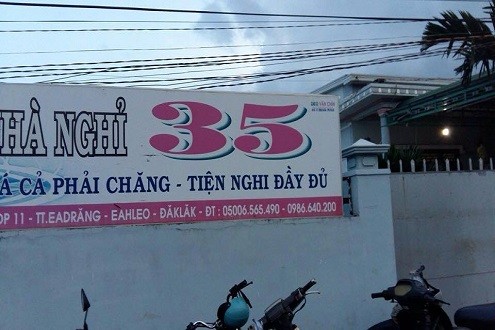 HÀ NGHỈ 35
Á CẢ PHẢI CHĂNG - TIỆN NGHI ĐẦY ĐỦ
OP 11 - TT.EADRĂNG - EAHLEO - ĐĂKLĂK - ĐT : 05006.565.490 - 0986.640.200